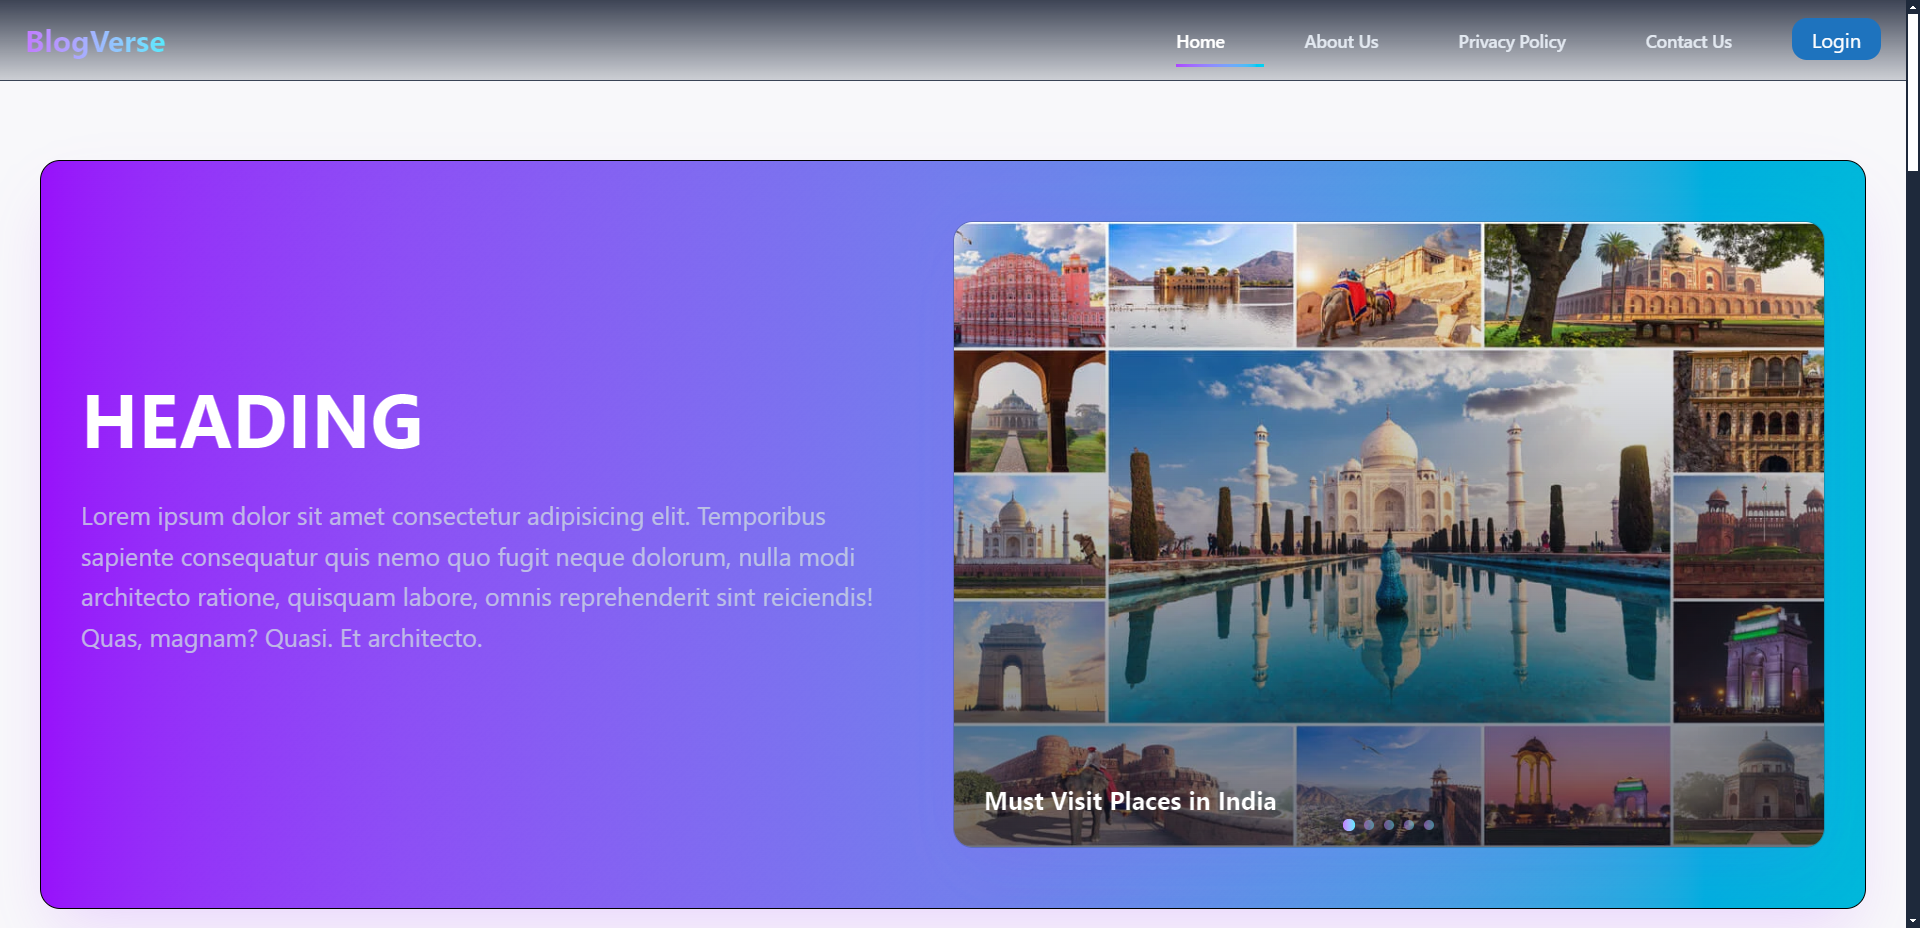 BlogVerse
Home
About Us
Privacy Policy
Contact Us
Login
HEADING
Lorem ipsum dolor sit amet consectetur adipisicing elit. Temporibus
sapiente consequatur quis nemo quo fugit neque dolorum, nulla modi
architecto ratione, quisquam labore, omnis reprehenderit sint reiciendis!
Quas, magnam? Quasi. Et architecto.
Must Visit Places in India